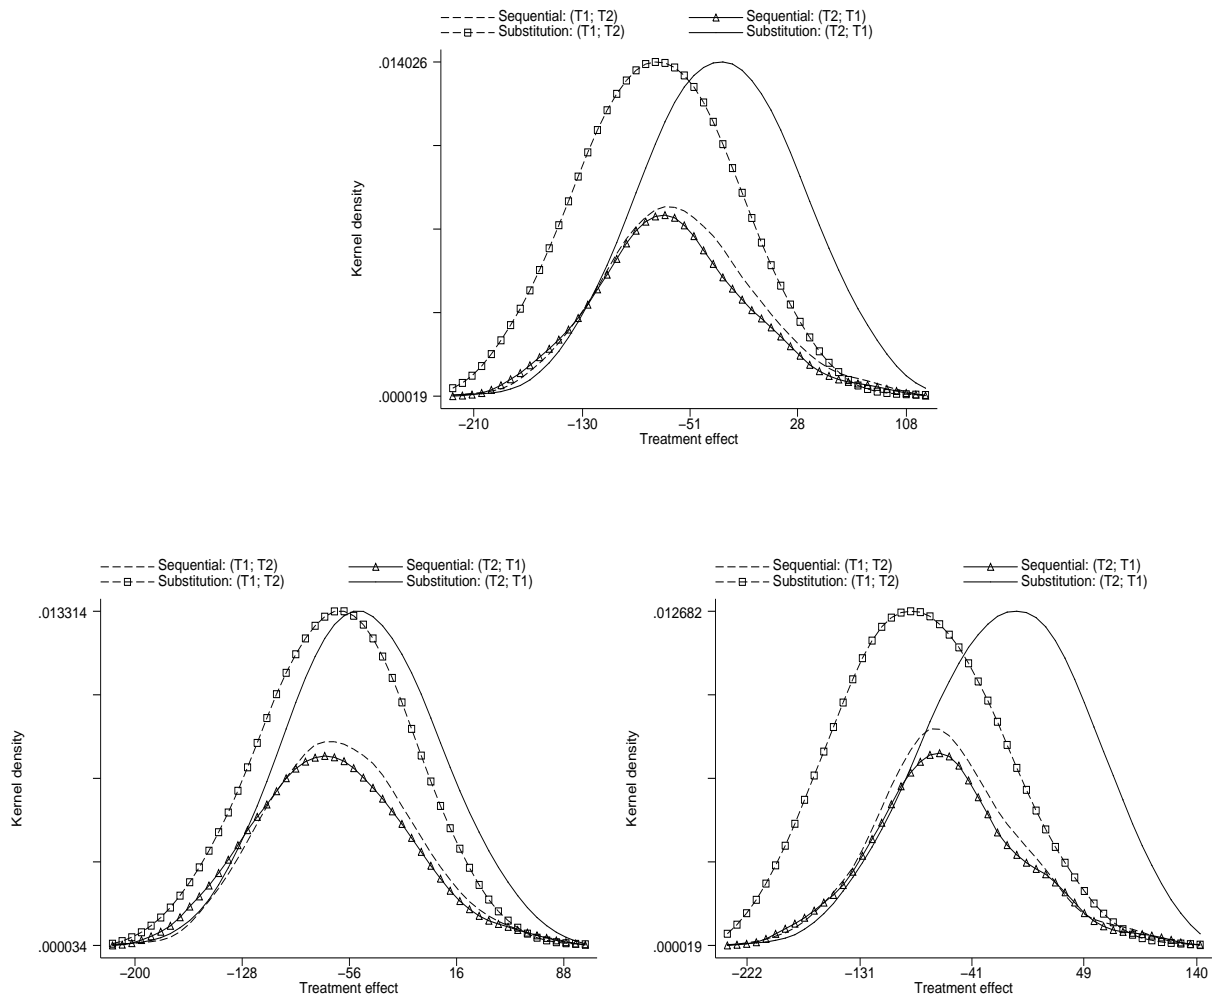 Sequential: (T1; T2) Sequential: (T2; T1)
Substitution: (T1; T2) Substitution: (T2; T1)
.014026
Kernel density
.000019
−210 −130 −51 28 108
Treatment effect
Sequential: (T1; T2) Sequential: (T2; T1)
Substitution: (T1; T2) Substitution: (T2; T1)
.013314
Kernel density
.000034
−200 −128 −56 16 88
Treatment effect
Sequential: (T1; T2) Sequential: (T2; T1)
Substitution: (T1; T2) Substitution: (T2; T1)
.012682
Kernel density
.000019
−222 −131 −41 49 140
Treatment effect